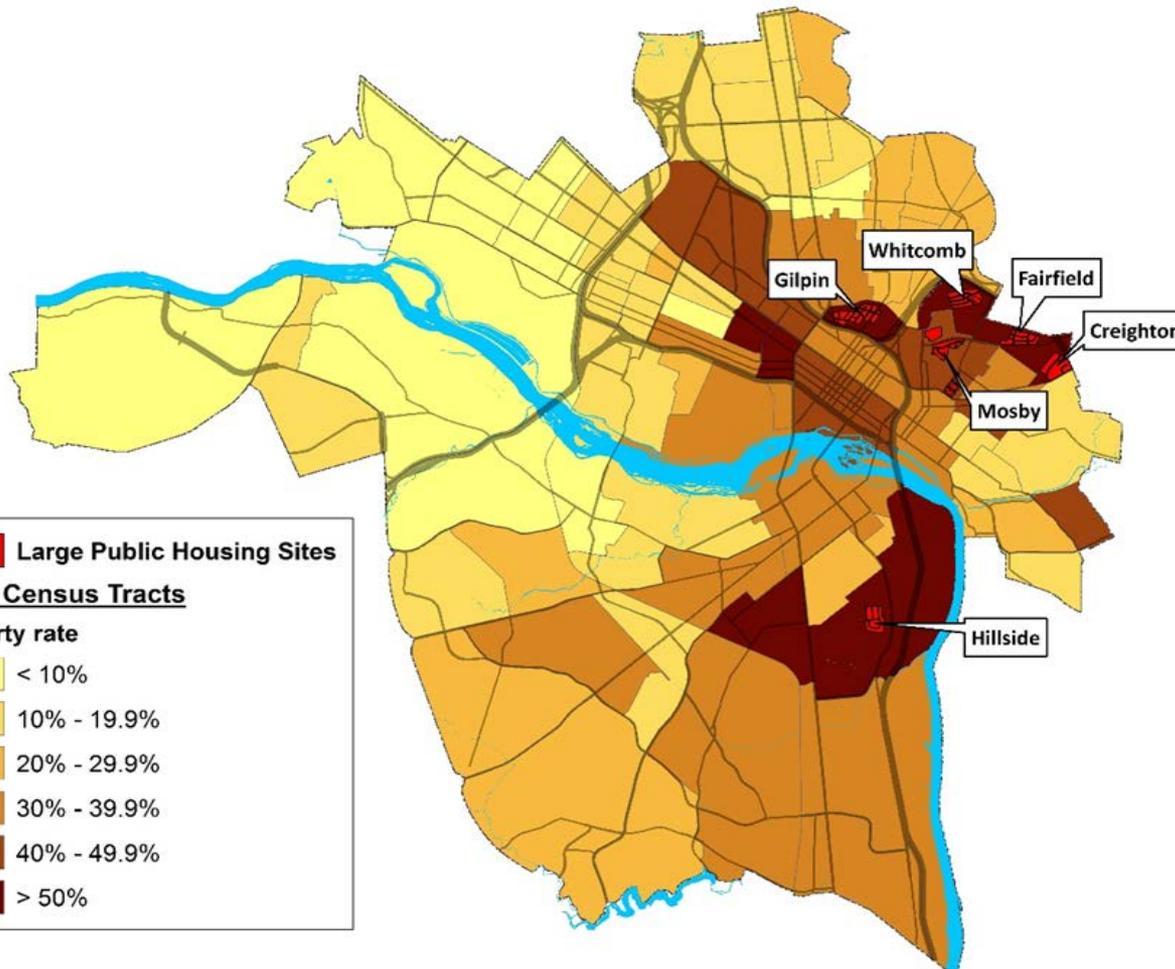 Whitcomb
Gilpin
Fairfield
Creighton
Mosby
Hillside
Large Public Housing Sites
Census Tracts
rty rate
< 10%
10% - 19.9%
20% - 29.9%
30% - 39.9%
40% - 49.9%
> 50%